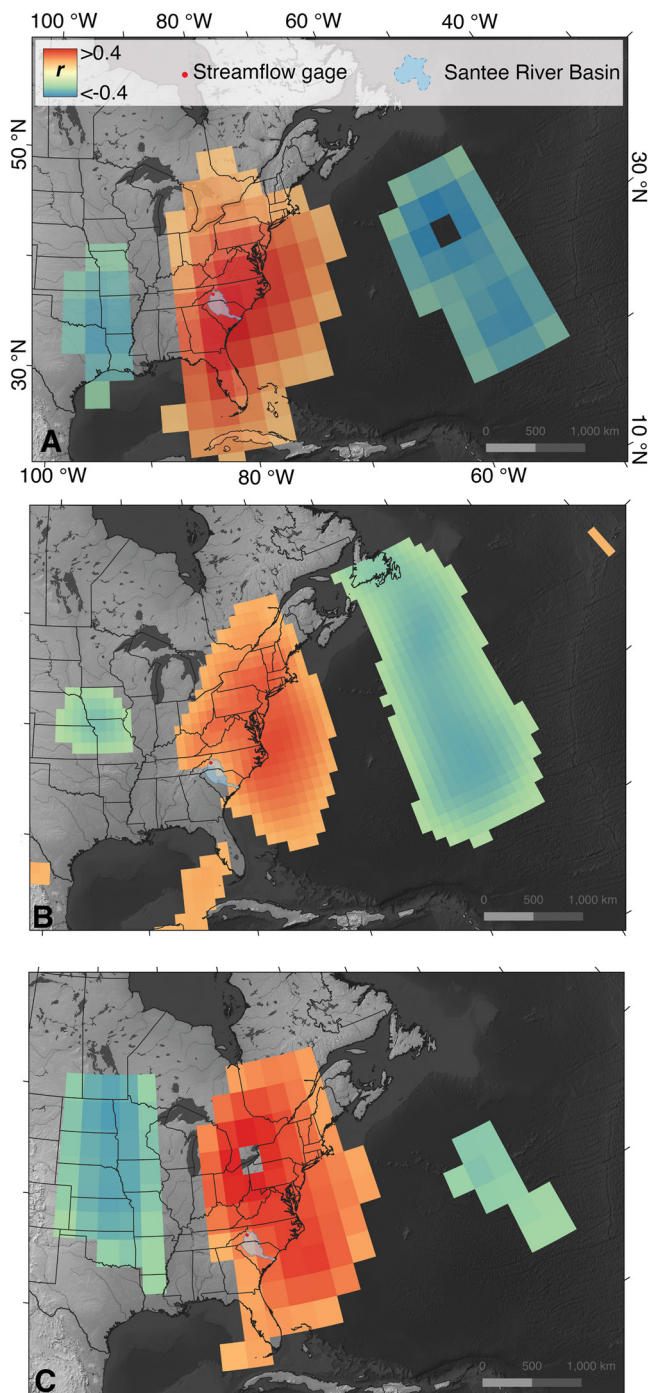 100 °W 80 °W 60 °W 40 °W
>0.4
r
<-0.4
Streamflow gage
Santee River Basin
50 °N
30 °N
30 °N
10 °N
A
0 500 1,000 km
100 °W 80 °W 60 °W
B
0 500 1,000 km
C
0 500 1,000 km